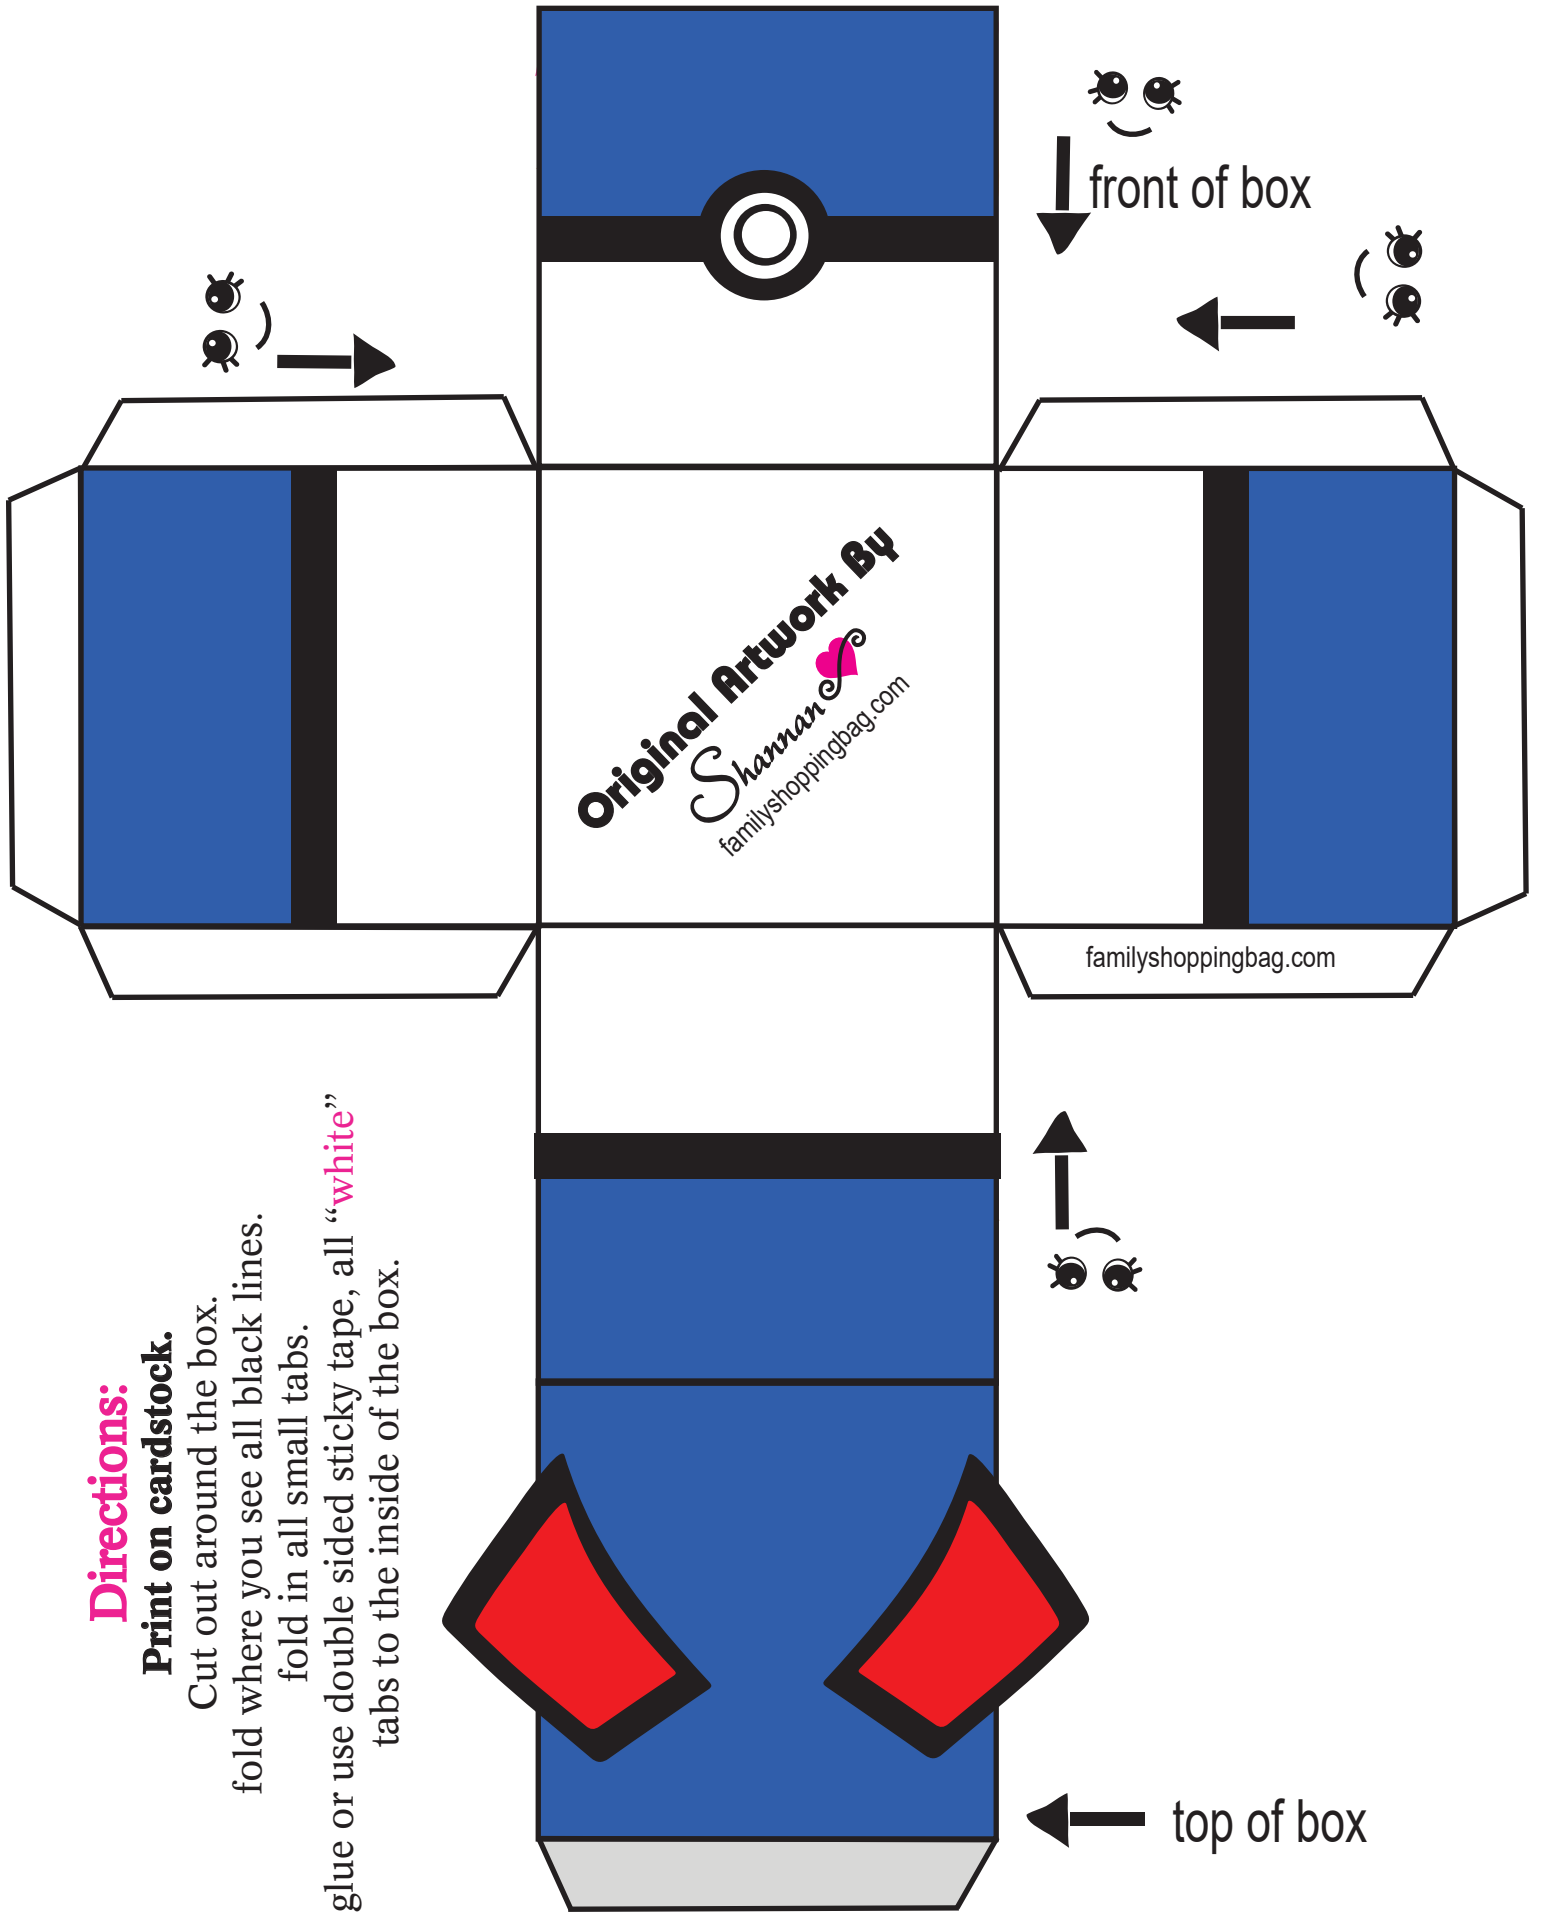 front of box
Original Artwork By
Shannan
familyshoppingbag.com
familyshoppingbag.com
Directions:
Print on cardstock.
Cut out around the box.
fold where you see all black lines.
fold in all small tabs.
glue or use double sided sticky tape, all “white”
tabs to the inside of the box.
top of box